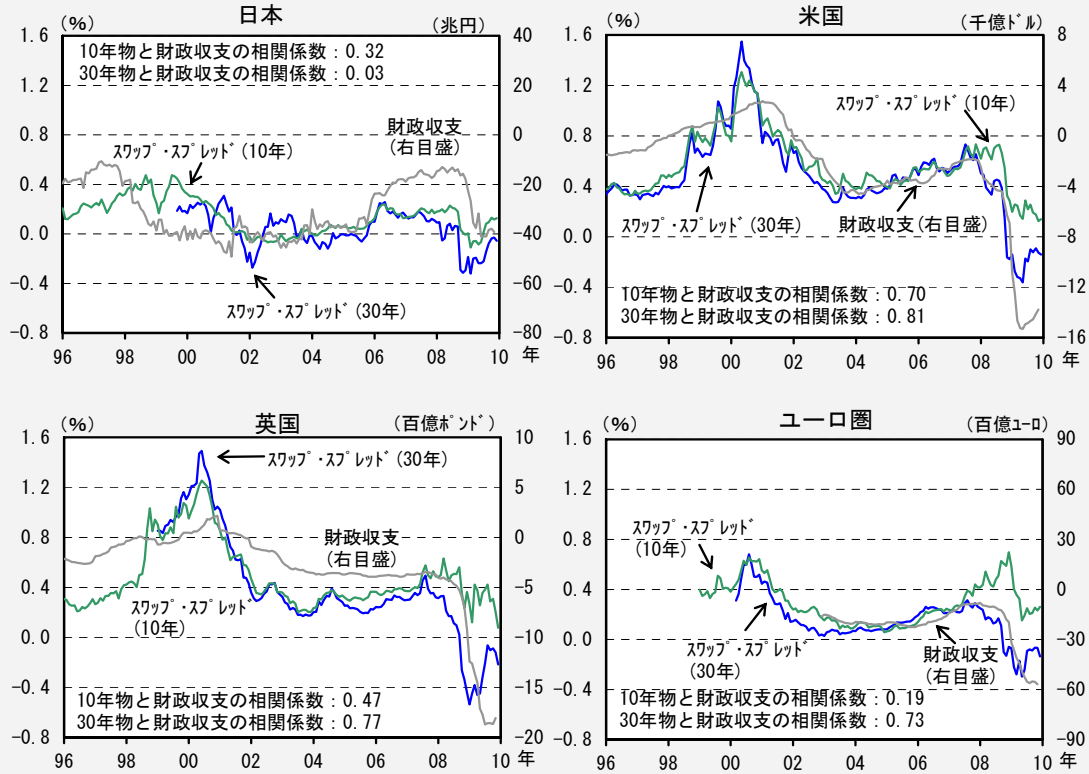 日本
(%)
(兆円)
1.6
1.2
0.8
0.4
0.0
-0.4
-0.8
40
20
0
-20
-40
-60
-80
10年物と財政収支の相関係数：0.32
30年物と財政収支の相関係数：0.03
ｽﾜｯﾌﾟ･ｽﾌﾟﾚｯﾄﾞ(10年)
財政収支
(右目盛)
ｽﾜｯﾌﾟ･ｽﾌﾟﾚｯﾄﾞ(30年)
96 98 00 02 04 06 08 10 年
米国
(%)
(千億ﾄﾞﾙ)
1.6
1.2
0.8
0.4
0.0
-0.4
-0.8
8
4
0
-4
-8
-12
-16
ｽﾜｯﾌﾟ･ｽﾌﾟﾚｯﾄﾞ(10年)
ｽﾜｯﾌﾟ･ｽﾌﾟﾚｯﾄﾞ(30年)
財政収支(右目盛)
10年物と財政収支の相関係数：0.70
30年物と財政収支の相関係数：0.81
96 98 00 02 04 06 08 10 年
英国
(%)
(百億ﾎﾟﾝﾄﾞ)
1.6
1.2
0.8
0.4
0.0
-0.4
-0.8
10
5
0
-5
-10
-15
-20
ｽﾜｯﾌﾟ･ｽﾌﾟﾚｯﾄﾞ(30年)
財政収支
(右目盛)
ｽﾜｯﾌﾟ･ｽﾌﾟﾚｯﾄﾞ
(10年)
10年物と財政収支の相関係数：0.47
30年物と財政収支の相関係数：0.77
96 98 00 02 04 06 08 10 年
ユーロ圏
(%)
(百億ﾕｰﾛ)
1.6
1.2
0.8
0.4
0.0
-0.4
-0.8
90
60
30
0
-30
-60
-90
ｽﾜｯﾌﾟ･ｽﾌﾟﾚｯﾄﾞ
(10年)
ｽﾜｯﾌﾟ･ｽﾌﾟﾚｯﾄﾞ
(30年)
財政収支
(右目盛)
10年物と財政収支の相関係数：0.19
30年物と財政収支の相関係数：0.73
96 98 00 02 04 06 08 10 年